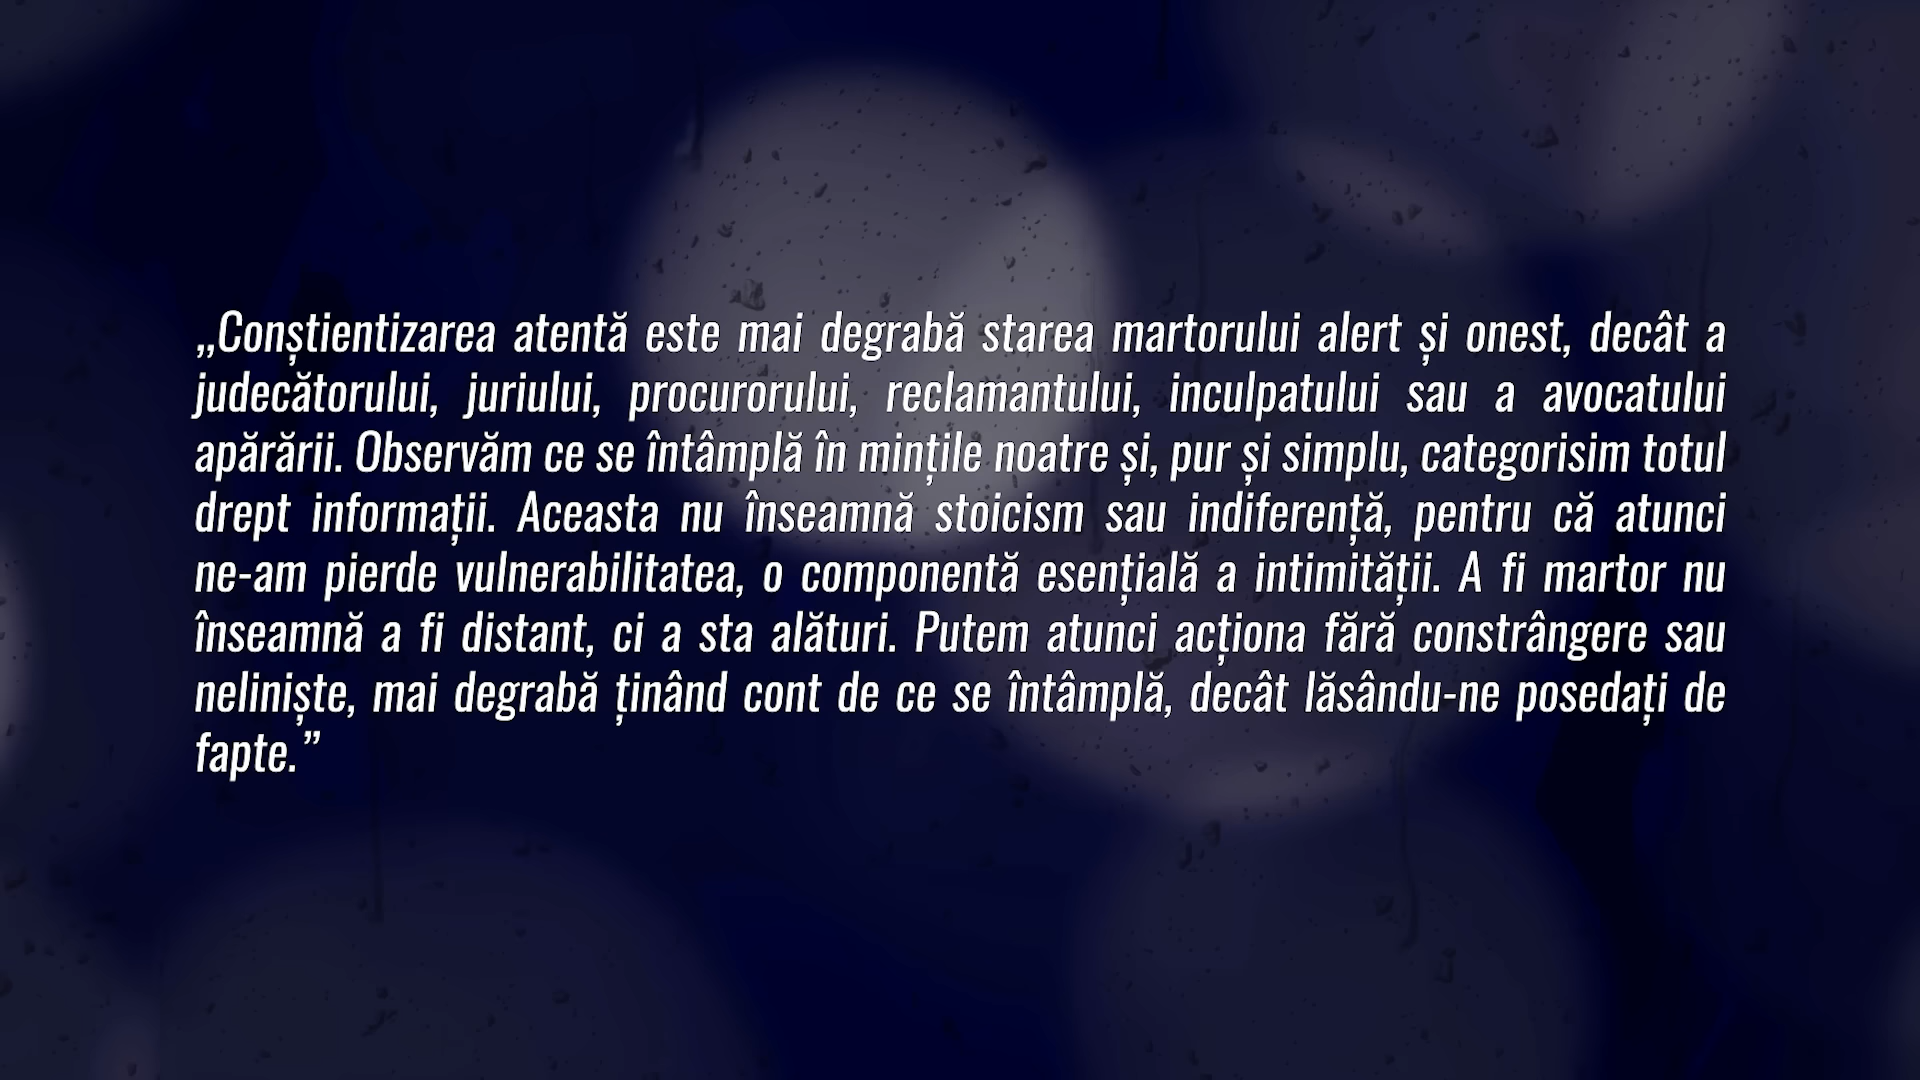 „Conștientizarea atentă este mai degrabă starea martorului alert și onest, decât a
judecătorului, juriului, procurorului, reclamantului, inculpatului sau a avocatului
apărării. Observăm ce se întâmplă în mințile noatre și, pur și simplu, categorisim totul
drept informații. Aceasta nu înseamnă stoicism sau indiferență, pentru că atunci
ne-am pierde vulnerabilitatea, o componentă esențială a intimității. A fi martor nu
înseamnă a fi distant, ci a sta alături. Putem atunci acționa fără constrângere sau
neliniște, mai degrabă ținând cont de ce se întâmplă, decât lăsându-ne posedați de
fapte.”